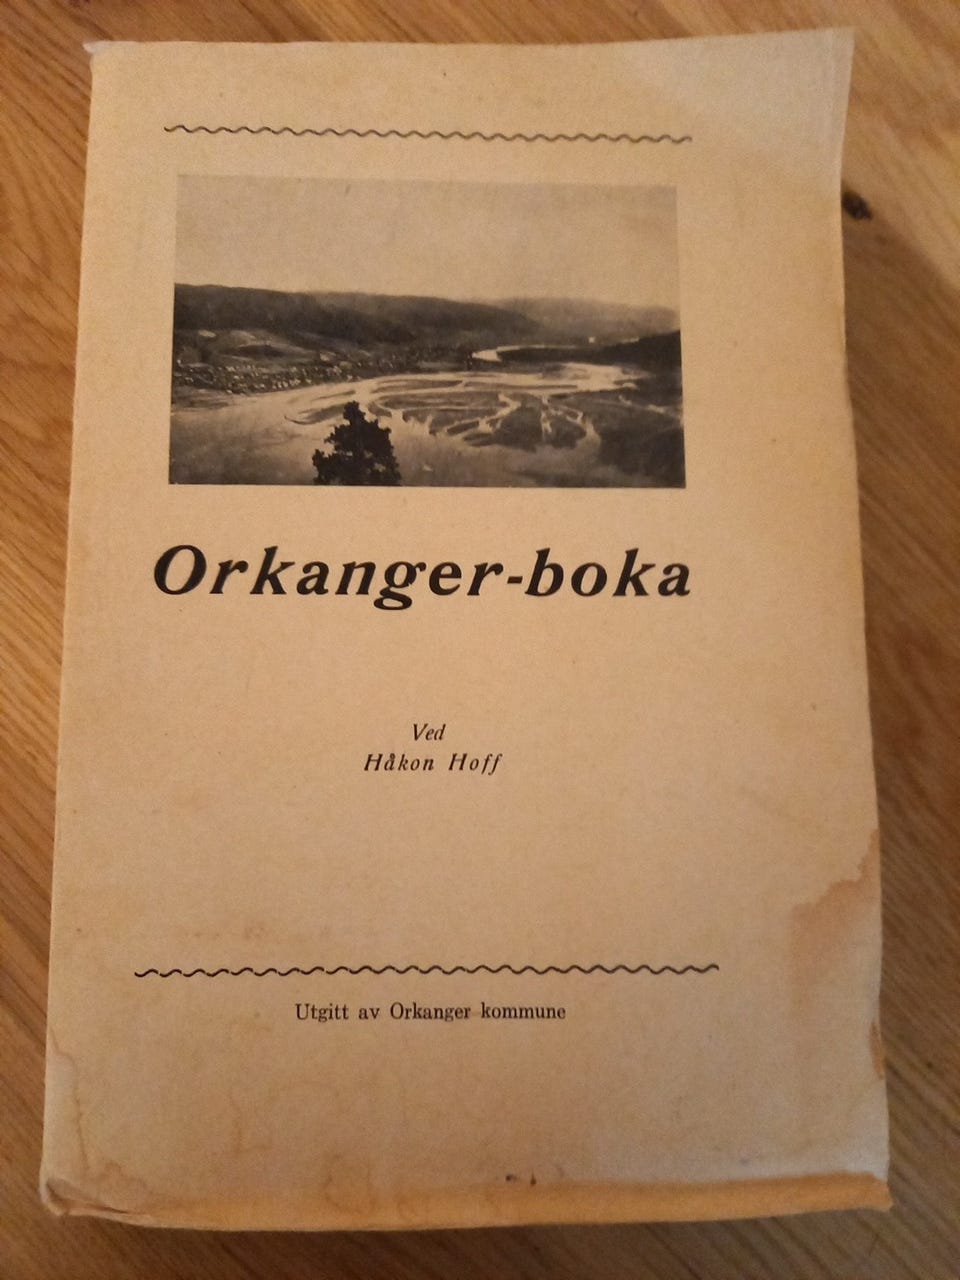 Orkanger-boka
Ved
Håkon Hoff
Utgitt av Orkanger kommune